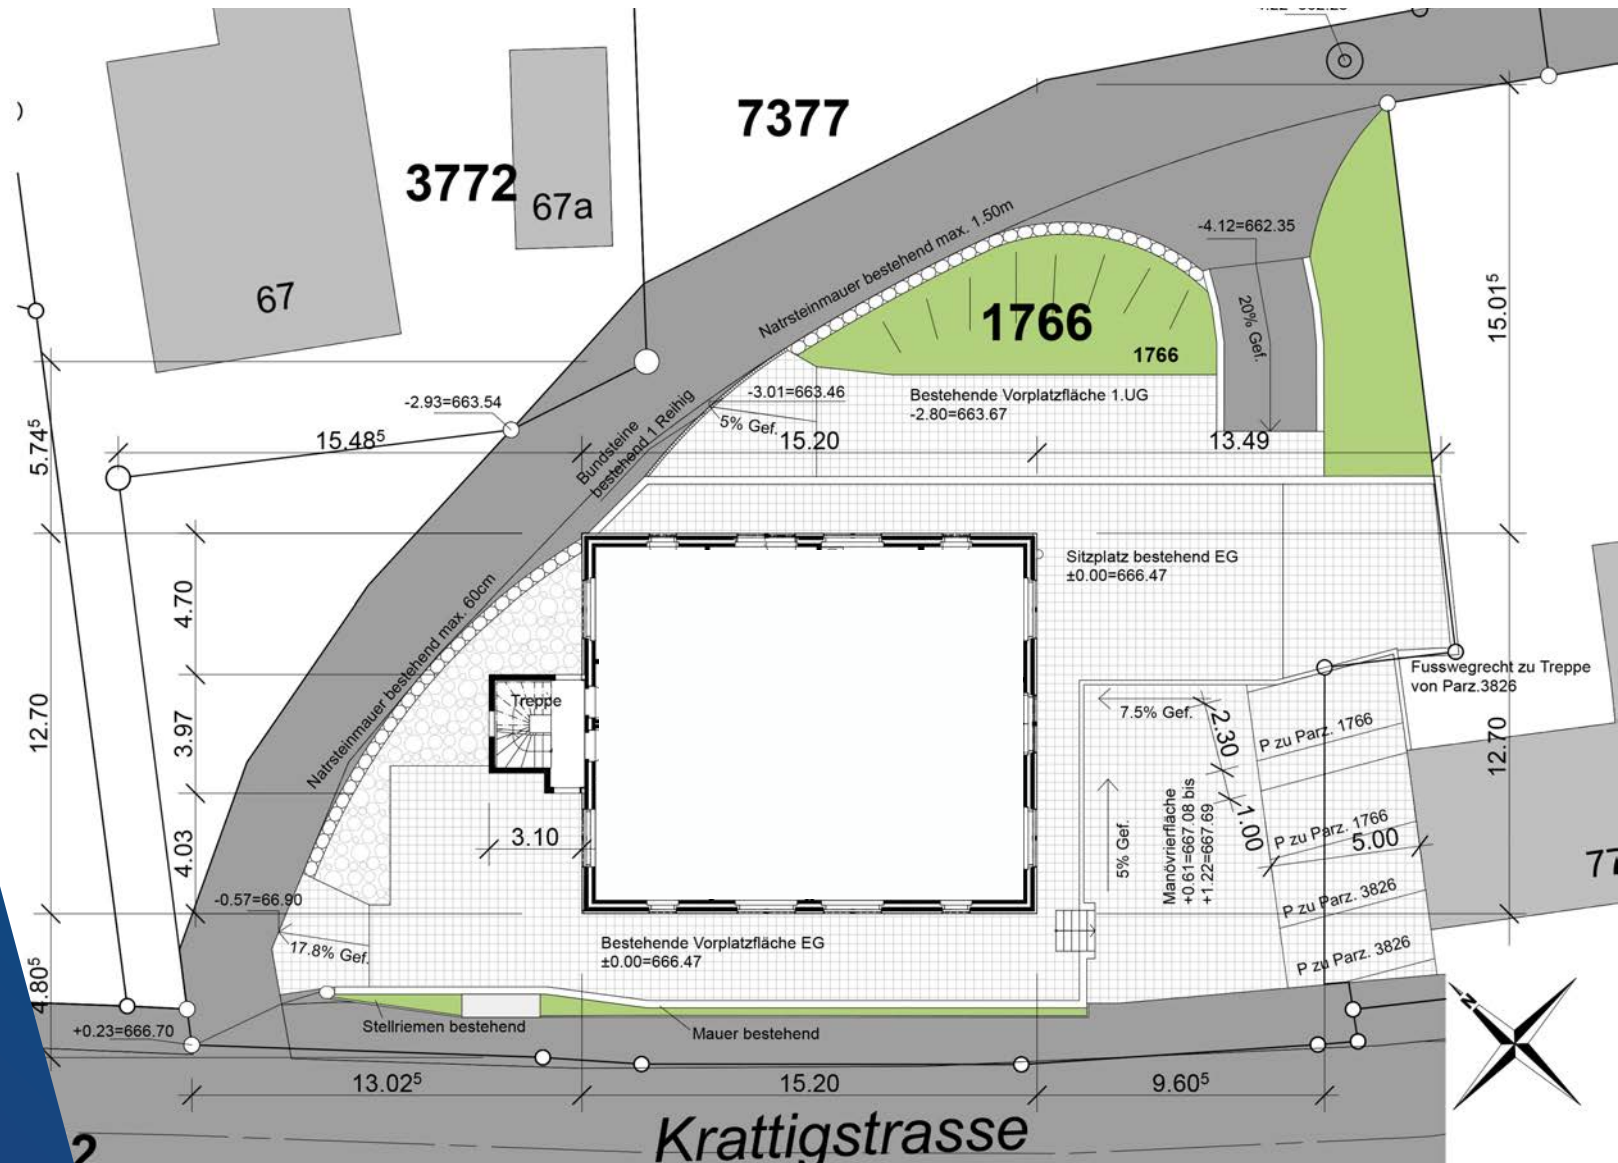 7377
3772
67a
67
-4.12=662.35
Natrsteinmauer bestehend max. 1.50m
20% Gef.
15.01⁵
1766
1766
-3.01=663.46
Bestehende Vorplatzfläche 1.UG
-2.80=663.67
-2.93=663.54
5% Gef.
5.74⁵
15.48⁵
15.20
13.49
Bundsteine
bestehend 1 Reihig
Sitzplatz bestehend EG
±0.00=666.47
4.70
Natrsteinmauer bestehend max. 60cm
Fusswegrecht zu Treppe
von Parz.3826
Treppe
7.5% Gef.
2.30
P zu Parz. 1766
12.70
3.97
12.70
Manövrierfläche
+0.61=667.08 bis
+1.22=667.69
1.00
P zu Parz. 1766
5.00
3.10
5% Gef.
4.03
77
-0.57=66.90
P zu Parz. 3826
17.8% Gef.
Bestehende Vorplatzfläche EG
±0.00=666.47
P zu Parz. 3826
4.80⁵
N
+0.23=666.70
Stellriemen bestehend
Mauer bestehend
13.02⁵
15.20
9.60⁵
Krattigstrasse
2